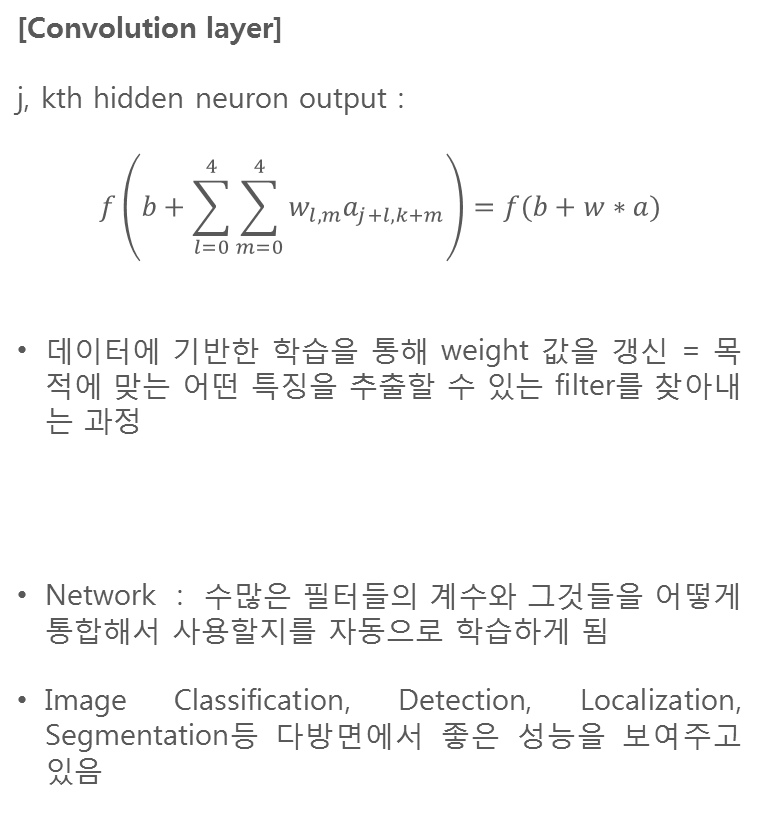 [Convolution layer]
j, kth hidden neuron output :
f(b + ∑_{l=0}^{4} ∑_{m=0}^{4} w_{l,m}a_{j+l,k+m}) = f(b + w * a)
• 데이터에 기반한 학습을 통해 weight 값을 갱신 = 목
적에 맞는 어떤 특징을 추출할 수 있는 filter를 찾아내
는 과정
• Network : 수많은 필터들의 계수와 그것들을 어떻게
통합해서 사용할지를 자동으로 학습하게 됨
• Image Classification, Detection, Localization,
Segmentation등 다방면에서 좋은 성능을 보여주고
있음